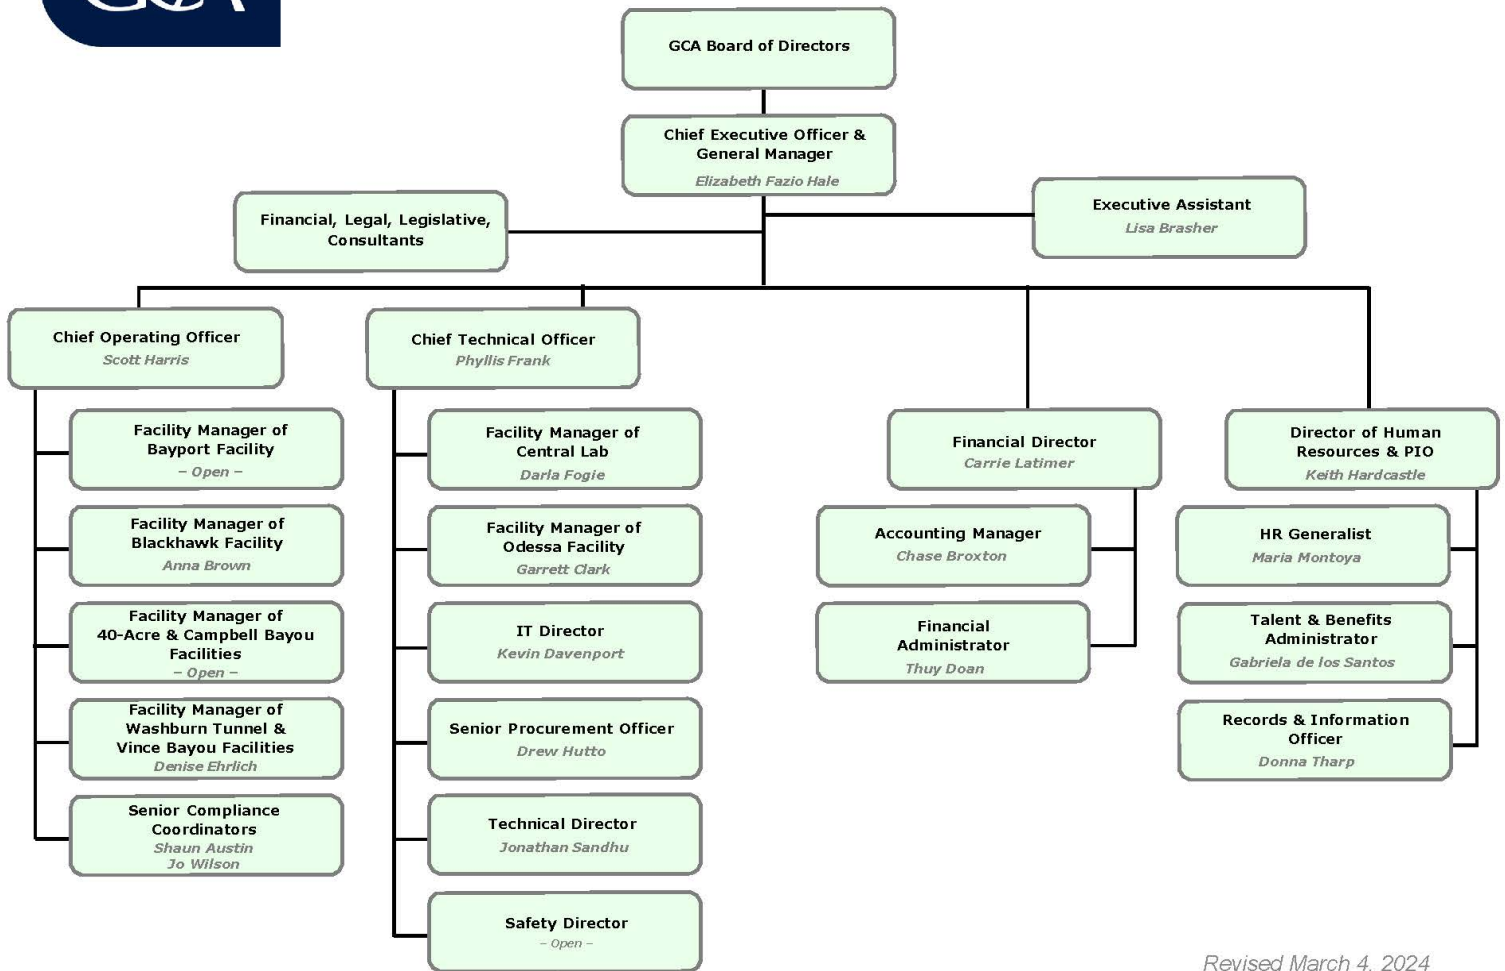 GCA
GCA Board of Directors
Chief Executive Officer &
General Manager
Elizabeth Fazio Hale
Financial, Legal, Legislative,
Consultants
Executive Assistant
Lisa Brasher
Chief Operating Officer
Scott Harris
Facility Manager of
Bayport Facility
– Open –
Facility Manager of
Blackhawk Facility
Anna Brown
Facility Manager of
40-Acre & Campbell Bayou
Facilities
– Open –
Facility Manager of
Washburn Tunnel &
Vince Bayou Facilities
Denise Ehrlich
Senior Compliance
Coordinators
Shaun Austin
Jo Wilson
Chief Technical Officer
Phyllis Frank
Facility Manager of
Central Lab
Darla Fogie
Facility Manager of
Odessa Facility
Garrett Clark
IT Director
Kevin Davenport
Senior Procurement Officer
Drew Hutto
Technical Director
Jonathan Sandhu
Safety Director
– Open –
Financial Director
Carrie Latimer
Accounting Manager
Chase Broxton
Financial
Administrator
Thuy Doan
Director of Human
Resources & PIO
Keith Hardcastle
HR Generalist
Maria Montoya
Talent & Benefits
Administrator
Gabriela de los Santos
Records & Information
Officer
Donna Tharp
Revised March 4, 2024